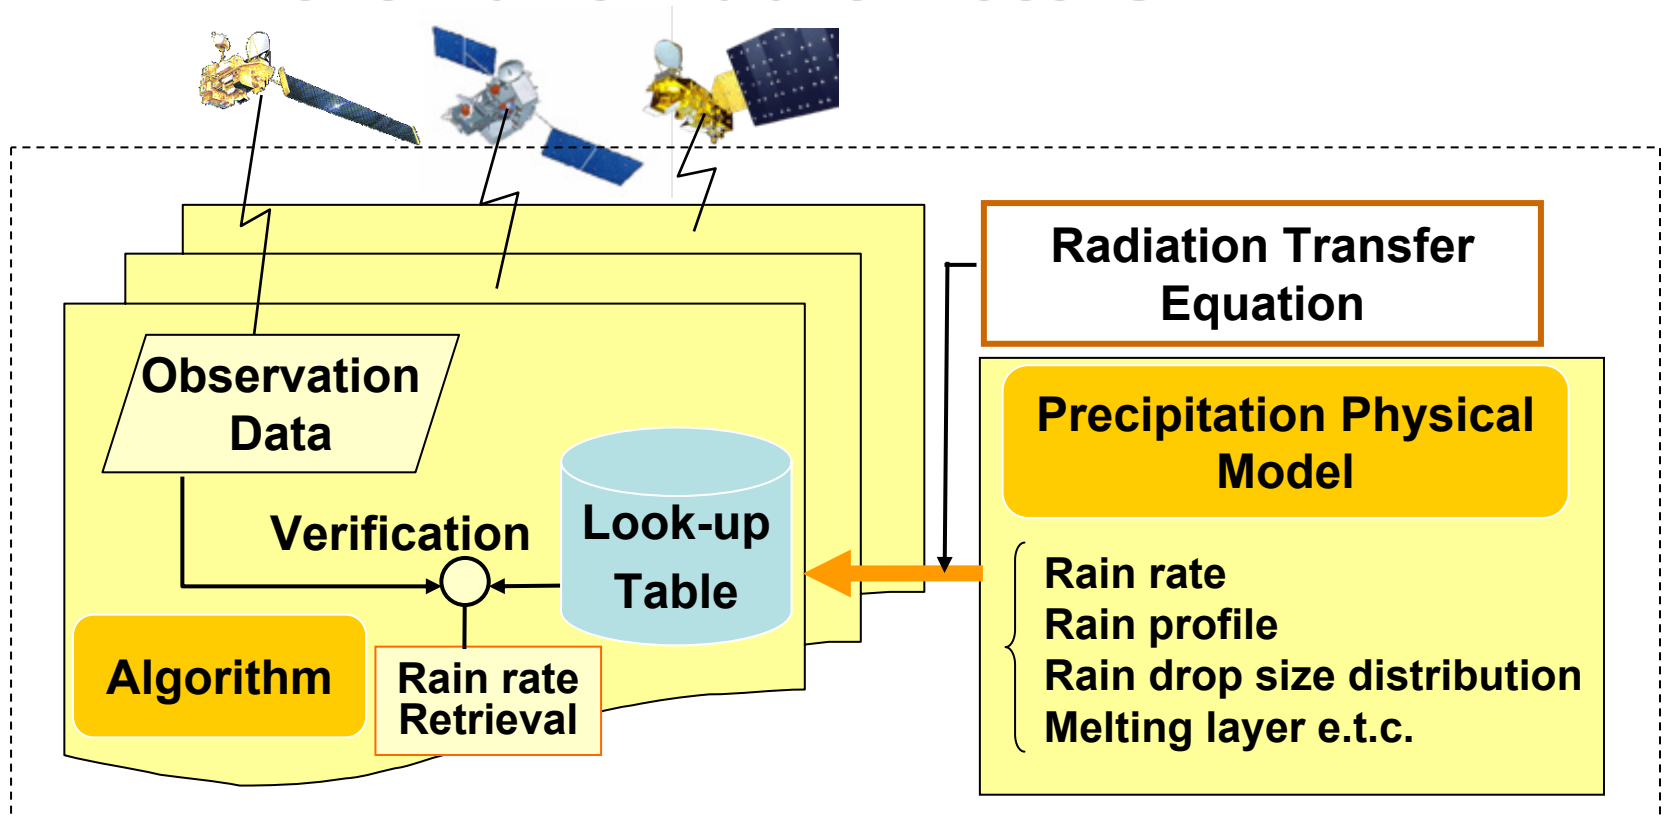 Radiation Transfer
Equation
Observation
Data
Precipitation Physical
Model
Verification
Look-up
Table
Rain rate
Rain profile
Rain drop size distribution
Melting layer e.t.c.
Algorithm
Rain rate
Retrieval